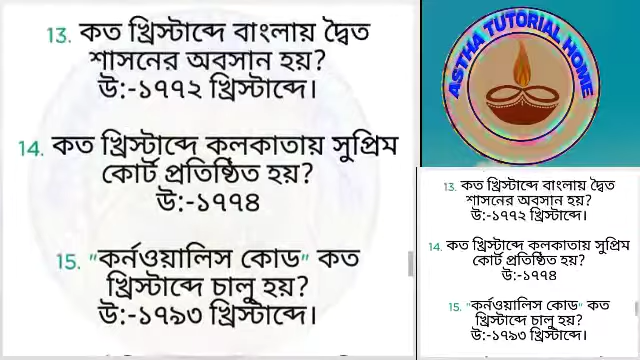 13. কত খ্রিস্টাব্দে বাংলায় দ্বৈত
শাসনের অবসান হয়?
উ:-১৭৭২ খ্রিস্টাব্দে।
14. কত খ্রিস্টাব্দে কলকাতায় সুপ্রিম
কোর্ট প্রতিষ্ঠিত হয়?
উ:-১৭৭৪
15. "কর্নওয়ালিস কোড" কত
খ্রিস্টাব্দে চালু হয়?
উ:-১৭৯৩ খ্রিস্টাব্দে।
ASTHA TUTORIAL HOME
13. কত খ্রিস্টাব্দে বাংলায় দ্বৈত
শাসনের অবসান হয়?
উ:-১৭৭২ খ্রিস্টাব্দে।
14. কত খ্রিস্টাব্দে কলকাতায় সুপ্রিম
কোর্ট প্রতিষ্ঠিত হয়?
উ:-১৭৭৪
15. "কর্নওয়ালিস কোড" কত
খ্রিস্টাব্দে চালু হয়?
উ:-১৭৯৩ খ্রিস্টাব্দে।